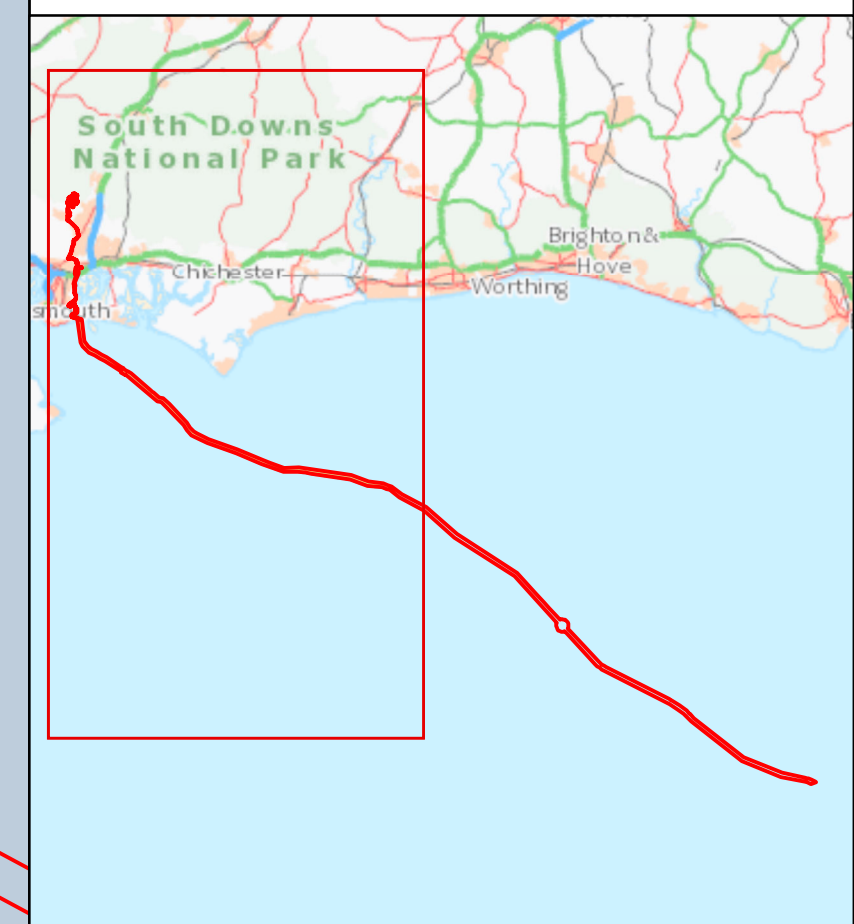 South Downs
National Park
Brighton &
Hove
Chichester
Worthing
smouth